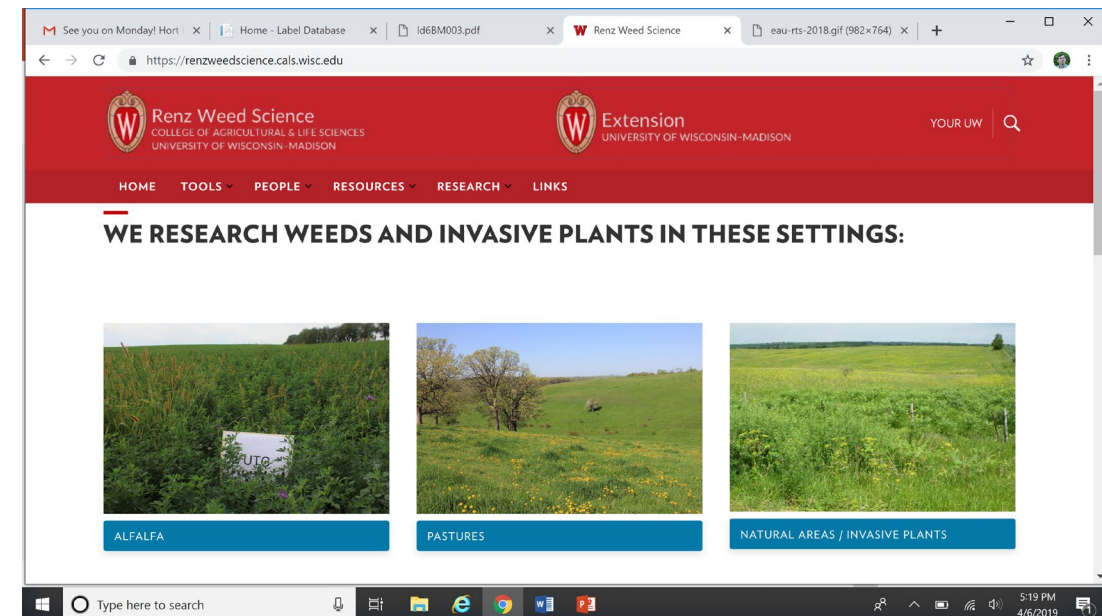 See you on Monday! Hort
Home - Label Database
ld6BM003.pdf
Renz Weed Science
eau-rts-2018.gif (982×764)
https://renzweedscience.cals.wisc.edu
W
Renz Weed Science
COLLEGE OF AGRICULTURAL & LIFE SCIENCES
UNIVERSITY OF WISCONSIN-MADISON
W
Extension
UNIVERSITY OF WISCONSIN-MADISON
YOUR UW
HOME TOOLS PEOPLE RESOURCES RESEARCH LINKS
WE RESEARCH WEEDS AND INVASIVE PLANTS IN THESE SETTINGS:
UTC
ALFALFA
PASTURES
NATURAL AREAS / INVASIVE PLANTS
Type here to search
5:19 PM
4/6/2019